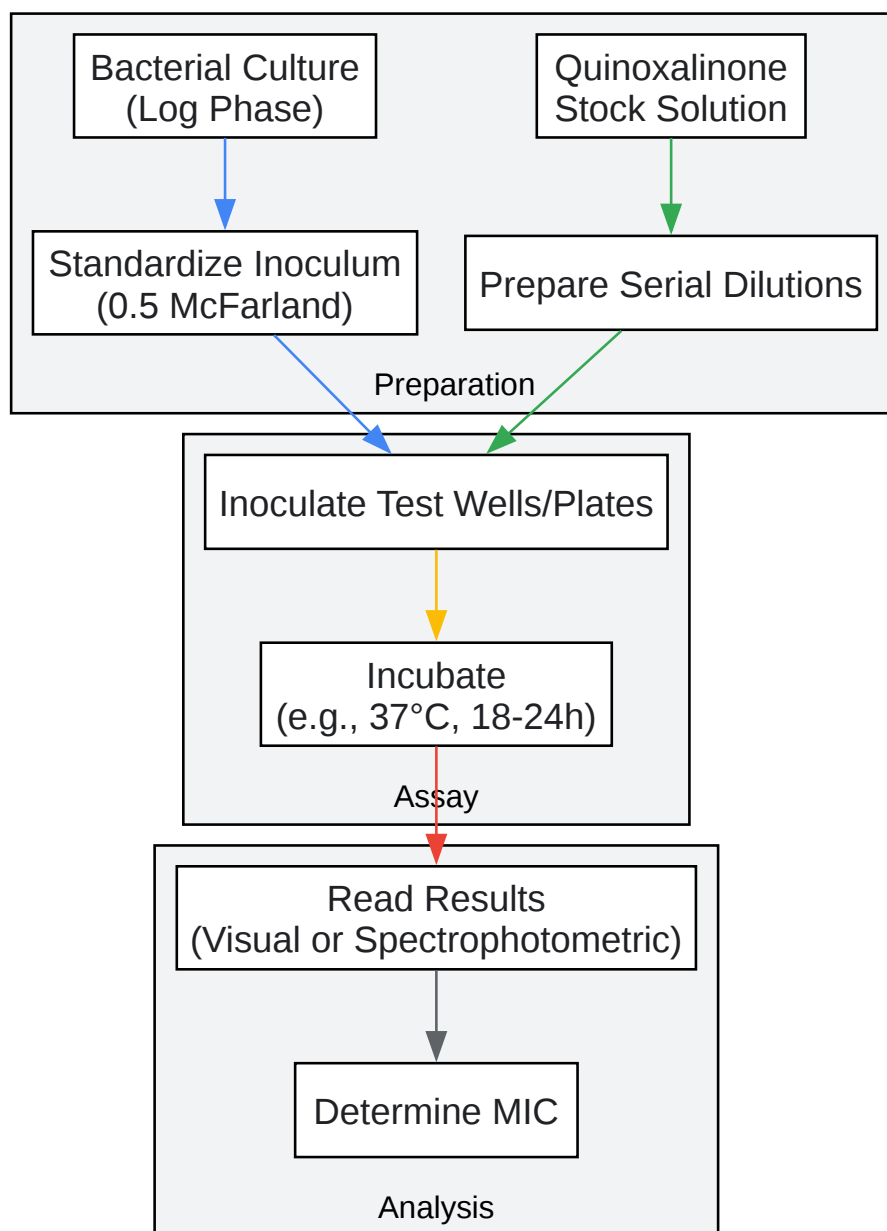 Bacterial Culture
(Log Phase)
Quinoxalinone
Stock Solution
Standardize Inoculum
(0.5 McFarland)
Prepare Serial Dilutions
Preparation
Inoculate Test Wells/Plates
Incubate
(e.g., 37°C, 18-24h)
Assay
Read Results
(Visual or Spectrophotometric)
Determine MIC
Analysis